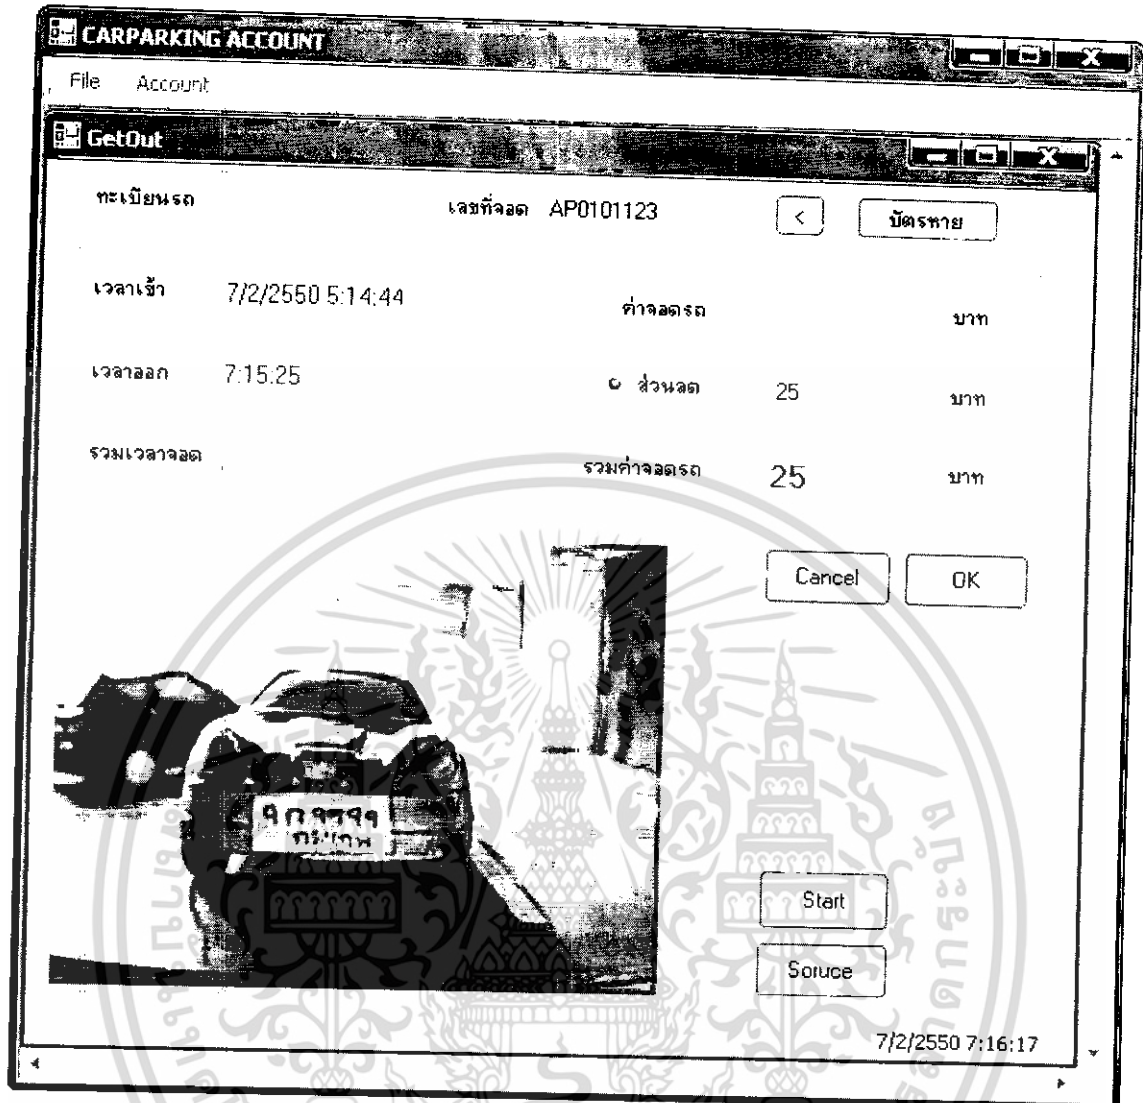 CARPARKING ACCOUNT
File Account
GetOut
ทะเบียนรถ เลขที่จอด AP0101123 < บัตรหาย
เวลาเข้า 7/2/2550 5:14:44 ค่าจอดรถ บาท
เวลาออก 7:15:25 ส่วนลด 25 บาท
รวมเวลาจอด รวมค่าจอดรถ 25 บาท
Cancel OK
Start
Soruce
7/2/2550 7:16:17